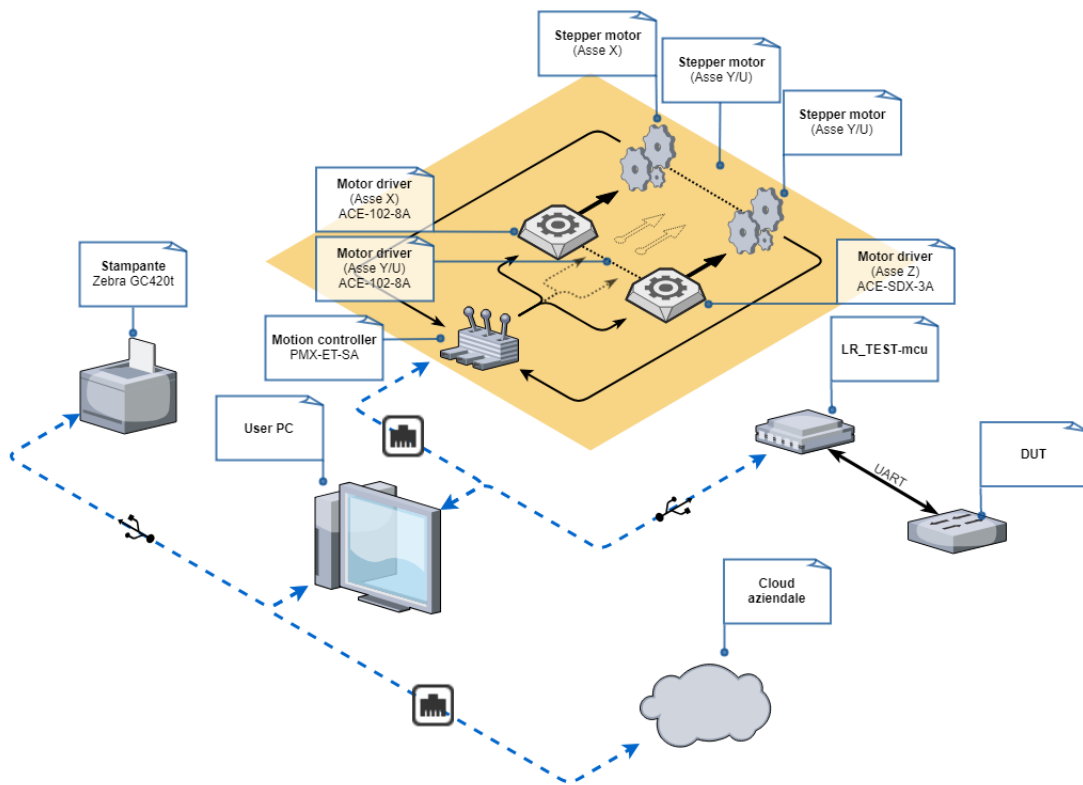 Stepper motor
(Asse X)
Stepper motor
(Asse Y/U)
Stepper motor
(Asse Y/U)
Motor driver
(Asse X)
ACE-102-8A
Motor driver
(Asse Y/U)
ACE-102-8A
Motor driver
(Asse Z)
ACE-SDX-3A
Stampante
Zebra GC420t
Motion controller
PMX-ET-SA
LR_TEST-mcu
User PC
DUT
UART
Cloud
aziendale